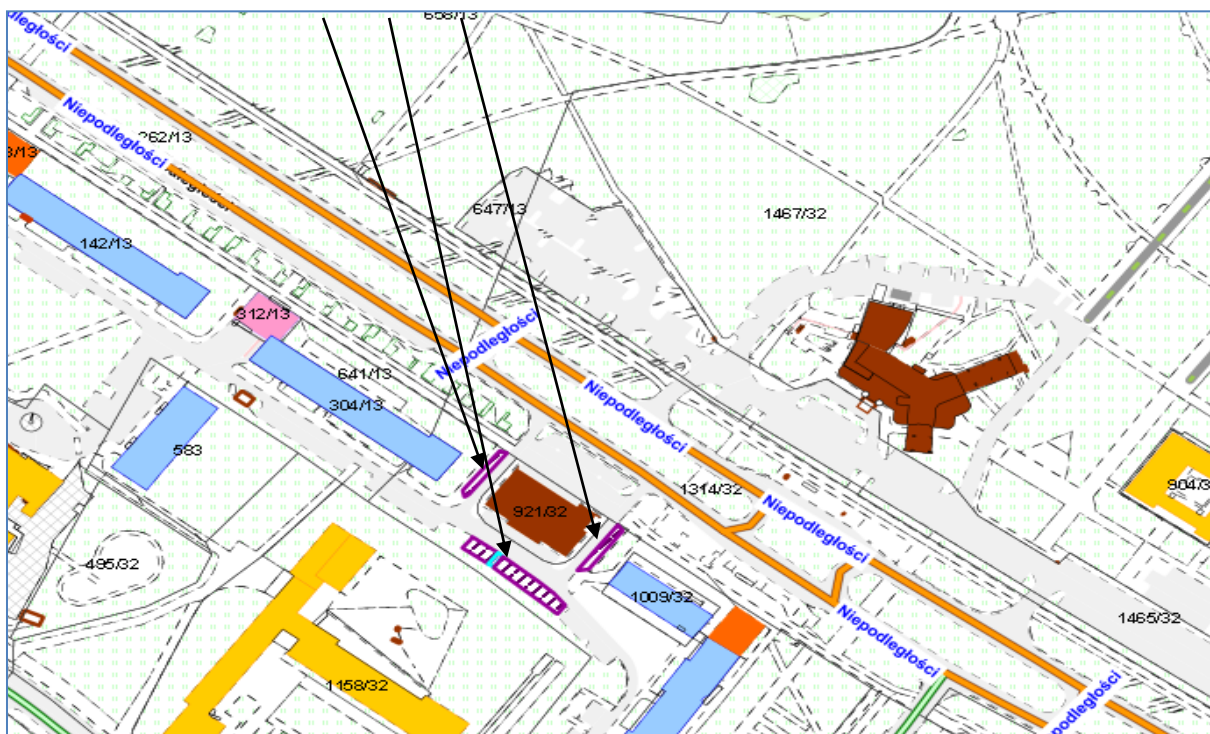 658/13
Niepodległości
Niepodległości
262/13
3/13
647/13
1467/32
142/13
312/13
Niepodległości
641/13
304/13
Niepodległości
583
1314/32
904/3
921/32
Niepodległości
495/32
1009/32
Niepodległości
1465/32
1158/32
podległości